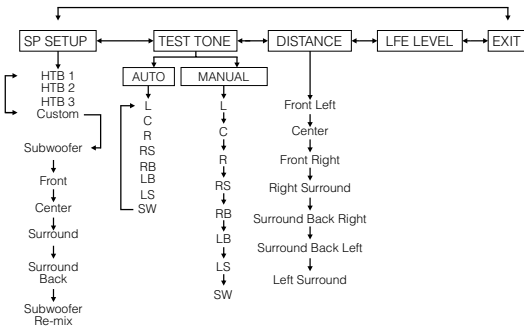 SP SETUP
TEST TONE
DISTANCE
LFE LEVEL
EXIT
HTB 1
HTB 2
HTB 3
Custom
Subwoofer
Front
Center
Surround
Surround
Back
Subwoofer
Re-mix
AUTO
MANUAL
L
C
R
RS
RB
LB
LS
SW
L
C
R
RS
RB
LB
LS
SW
Front Left
Center
Front Right
Right Surround
Surround Back Right
Surround Back Left
Left Surround